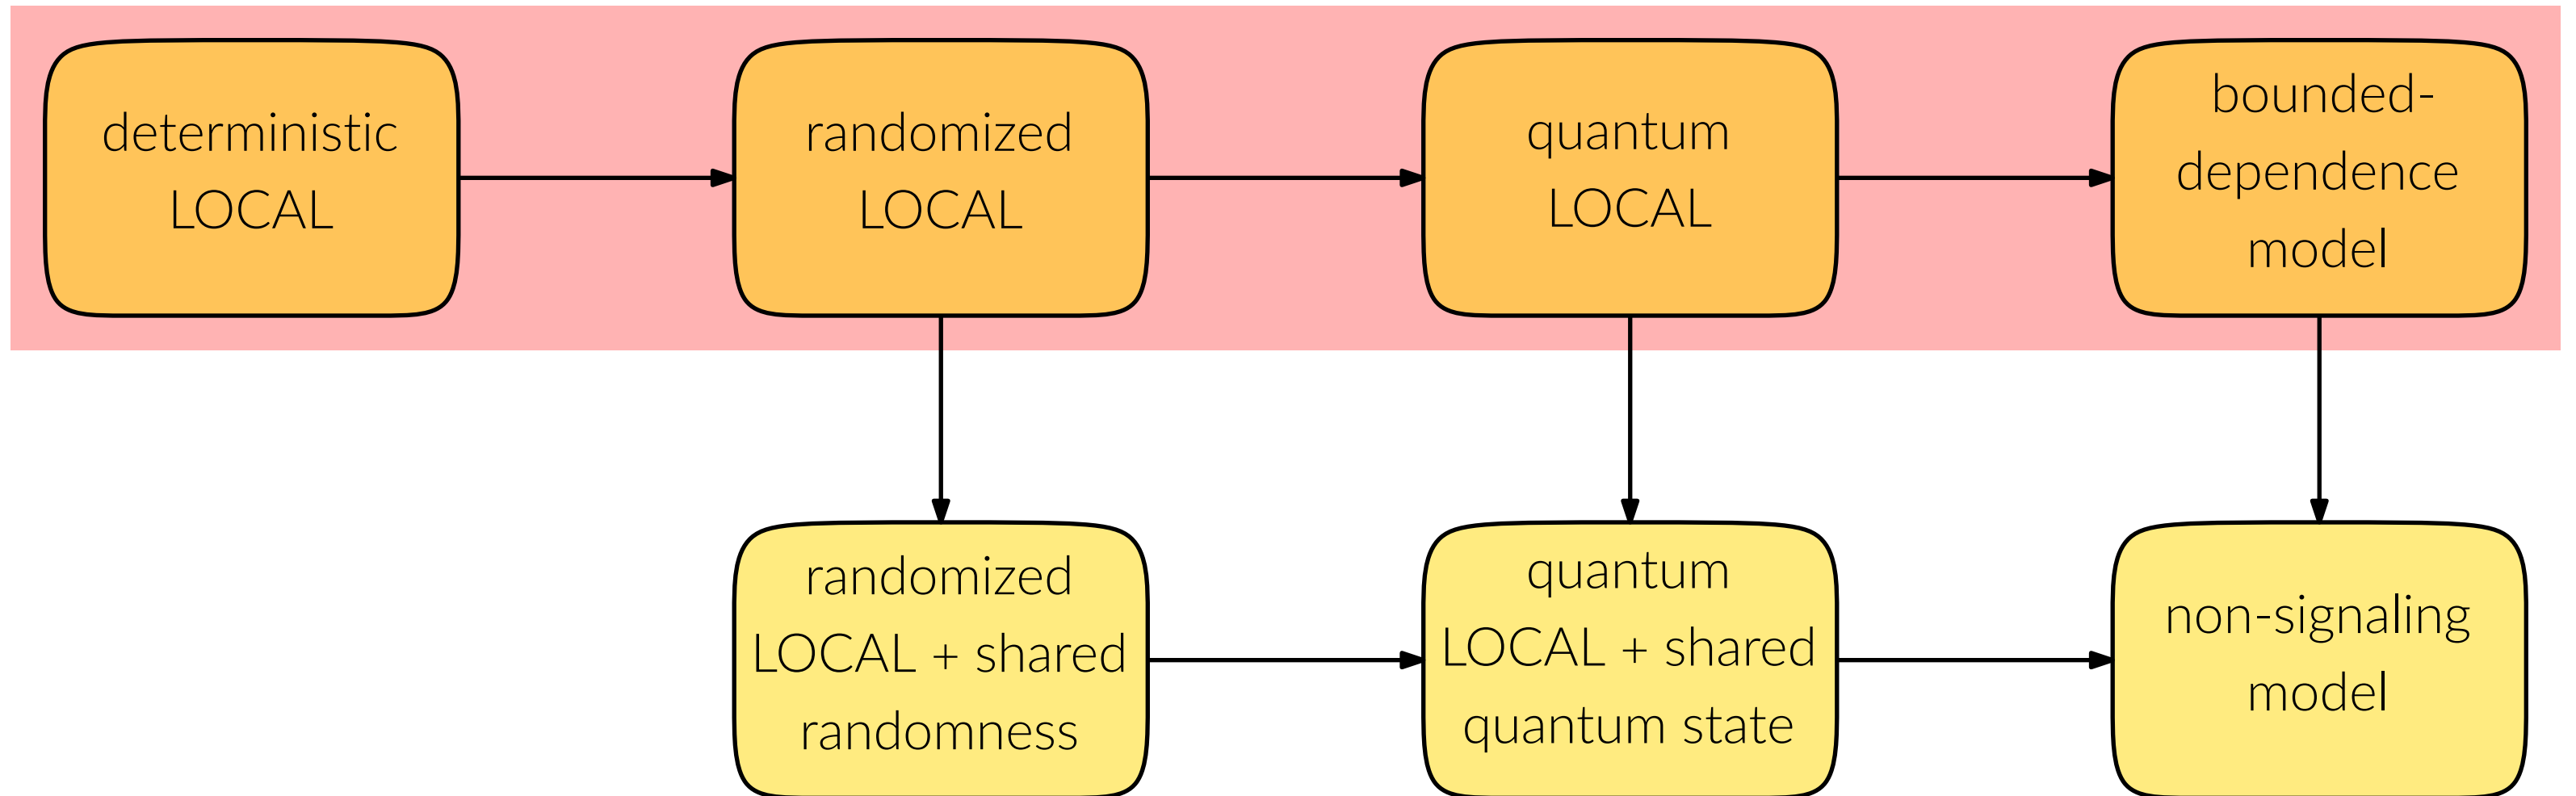 deterministic
LOCAL
randomized
LOCAL
quantum
LOCAL
bounded-
dependence
model
randomized
LOCAL + shared
randomness
quantum
LOCAL + shared
quantum state
non-signaling
model